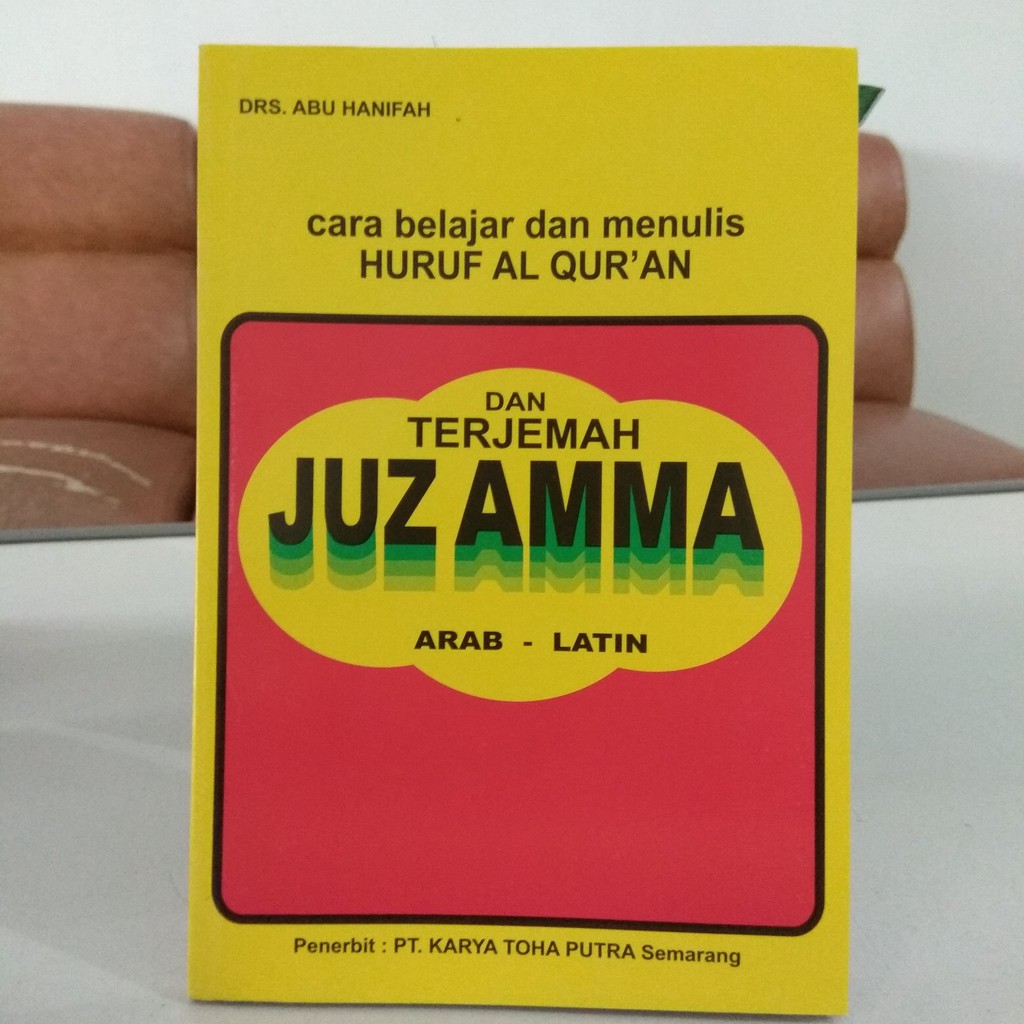 DRS. ABU HANIFAH
cara belajar dan menulis
HURUF AL QUR'AN
DAN
TERJEMAH
JUZ AMMA
ARAB - LATIN
Penerbit : PT. KARYA TOHA PUTRA Semarang